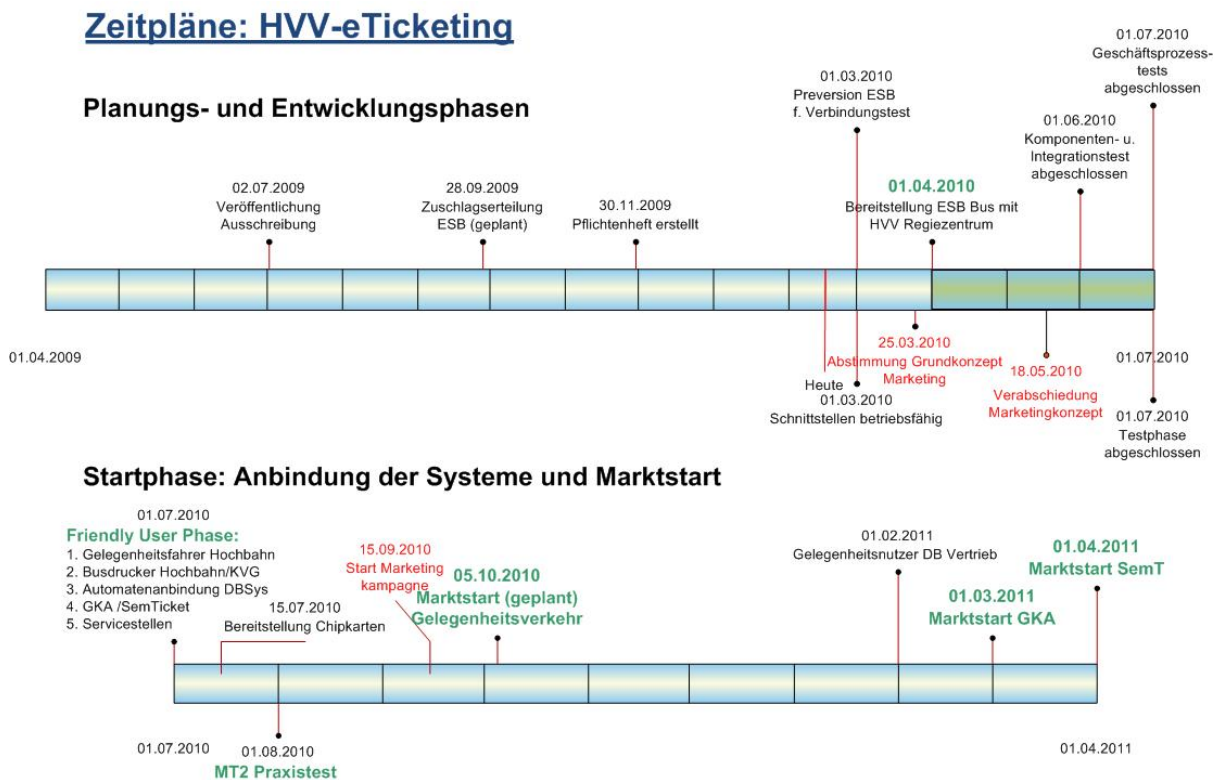 Zeitpläne: HVV-eTicketing
Planungs- und Entwicklungsphasen
02.07.2009
Veröffentlichung
Ausschreibung
28.09.2009
Zuschlagserteilung
ESB (geplant)
30.11.2009
Pflichtenheft erstellt
01.03.2010
Preversion ESB
f. Verbindungstest
01.04.2010
Bereitstellung ESB Bus mit
HVV Regiezentrum
01.06.2010
Komponenten- u.
Integrationstest
abgeschlossen
01.07.2010
Geschäftsprozess-
tests
abgeschlossen
01.04.2009
Heute
01.03.2010
Schnittstellen betriebsfähig
25.03.2010
Abstimmung Grundkonzept
Marketing
18.05.2010
Verabschiedung
Marketingkonzept
01.07.2010
01.07.2010
Testphase
abgeschlossen
Startphase: Anbindung der Systeme und Marktstart
01.07.2010
Friendly User Phase:
1. Gelegenheitsfahrer Hochbahn
2. Busdrucker Hochbahn/KVG
3. Automatenanbindung DBSys
4. GKA /SemTicket
5. Servicestellen
15.07.2010
Bereitstellung Chipkarten
15.09.2010
Start Marketing
kampagne
05.10.2010
Marktstart (geplant)
Gelegenheitsverkehr
01.02.2011
Gelegenheitsnutzer DB Vertrieb
01.03.2011
Marktstart GKA
01.04.2011
Marktstart SemT
01.07.2010
01.08.2010
MT2 Praxistest
01.04.2011